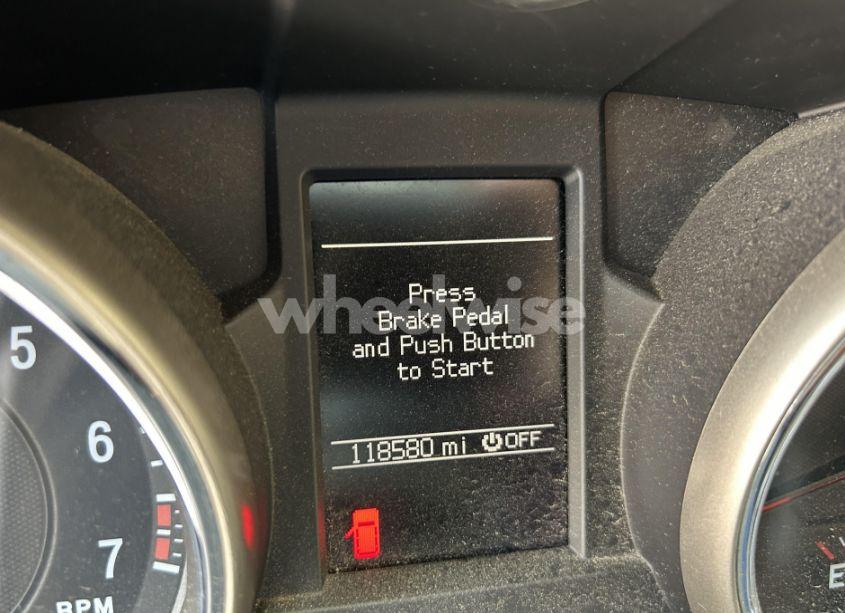 Press
Brake Pedal
and Push Button
to Start
118580 mi OFF
5
6
7
RPM
E
wheelwise